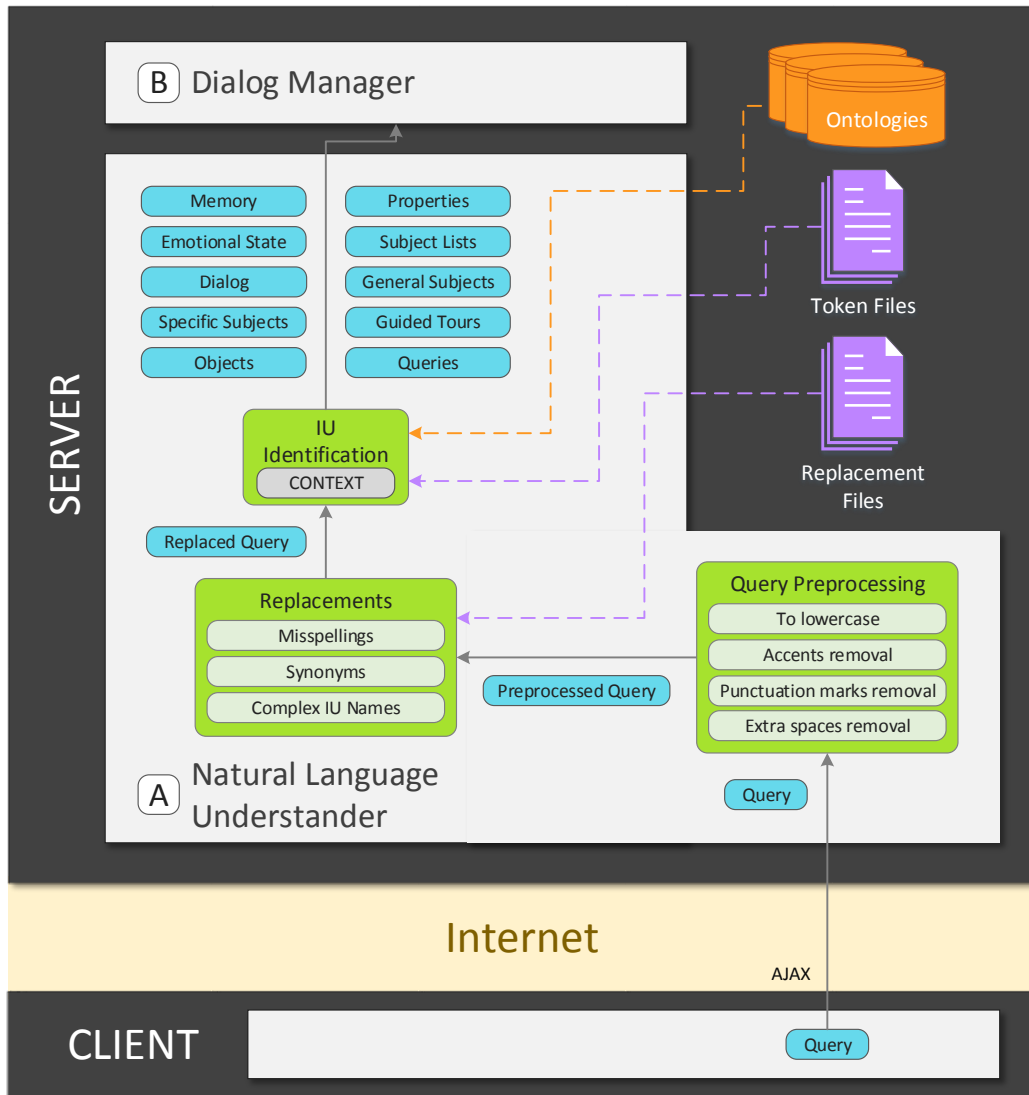 B Dialog Manager
Ontologies
Memory
Properties
Emotional State
Subject Lists
Dialog
General Subjects
Specific Subjects
Guided Tours
Objects
Queries
Token Files
Replacement
Files
SERVER
IU
Identification
CONTEXT
Replaced Query
Replacements
Misspellings
Synonyms
Complex IU Names
Query Preprocessing
To lowercase
Accents removal
Punctuation marks removal
Extra spaces removal
Preprocessed Query
A Natural Language
Understander
Query
Internet
AJAX
CLIENT
Query